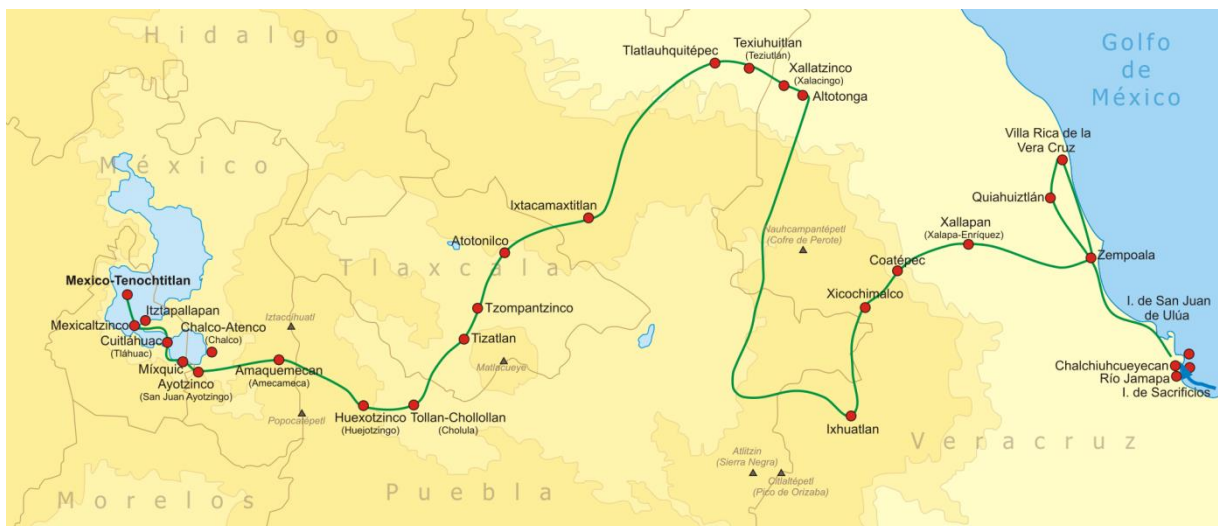 Hidalgo
Golfo
de
México
Tlatlauhquitépec
Texiuhuitlan
(Teziutlán)
Xallatzinco
(Xalacingo)
Altotonga
Villa Rica de la
Vera Cruz
México
Quiahuiztlán
Ixtacamaxtitlan
Xallapan
(Xalapa-Enríquez)
Nauhcampantépetl
(Cofre de Perote)
Atotonilco
Tlaxcala
Coatépec
Zempoala
Mexico-Tenochtitlan
Itztapallapan
Xicochimalco
Mexicaltzinco
Chalco-Atenco
(Chalco)
Iztaccíhuatl
Tzompantzinco
I. de San Juan
de Ulúa
Cuitláhuac
(Tláhuac)
Tizatlan
Míxquic
Ayotzinco
(San Juan Ayotzingo)
Amaquemecan
(Amecameca)
Matlacueye
Chalchiuhcueyecan
Río Jamapa
I. de Sacrificios
Popocatépetl
Huexotzinco
(Huejotzingo)
Tollan-Chollollan
(Cholula)
Ixhuatlan
Veracruz
Atlitzin
(Sierra Negra)
Citlaltépetl
(Pico de Orizaba)
Morelos
Puebla